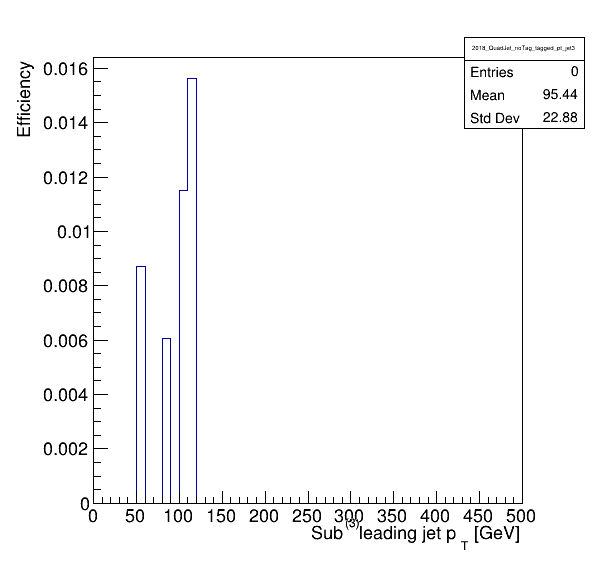 2018_QuadJet_noTag_tagged_pt_jet3
Entries 0
Mean 95.44
Std Dev 22.88
Efficiency
0.016
0.014
0.012
0.01
0.008
0.006
0.004
0.002
0
0 50 100 150 200 250 300 350 400 450 500
Sub(3)leading jet pT [GeV]